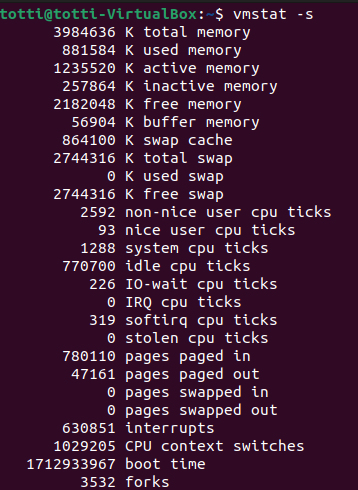 totti@totti-VirtualBox:~$ vmstat -s
3984636 K total memory
881584 K used memory
1235520 K active memory
257864 K inactive memory
2182048 K free memory
56904 K buffer memory
864100 K swap cache
2744316 K total swap
0 K used swap
2744316 K free swap
2592 non-nice user cpu ticks
93 nice user cpu ticks
1288 system cpu ticks
770700 idle cpu ticks
226 IO-wait cpu ticks
0 IRQ cpu ticks
319 softirq cpu ticks
0 stolen cpu ticks
780110 pages paged in
47161 pages paged out
0 pages swapped in
0 pages swapped out
630851 interrupts
1029205 CPU context switches
1712933967 boot time
3532 forks